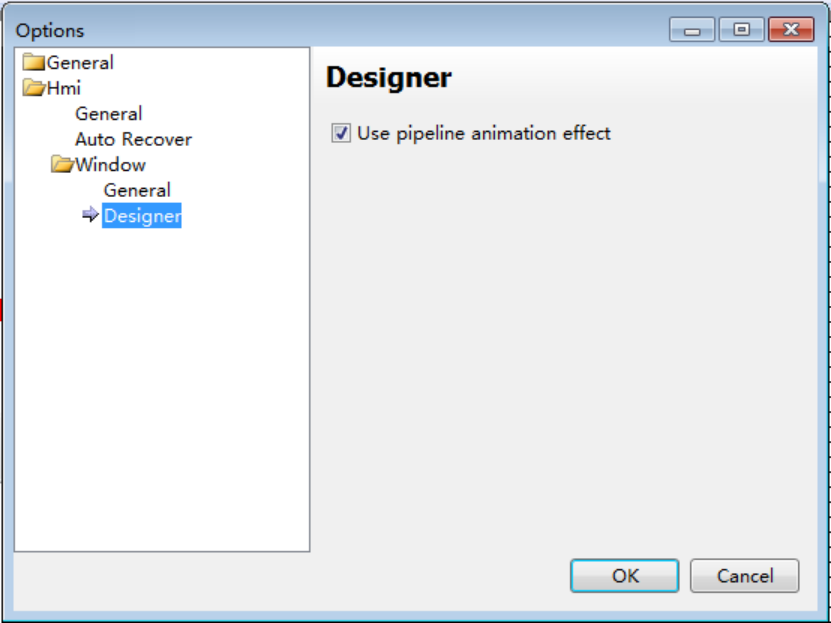 Options
General
Hmi
General
Auto Recover
Window
General
Designer
Designer
Use pipeline animation effect
OK
Cancel